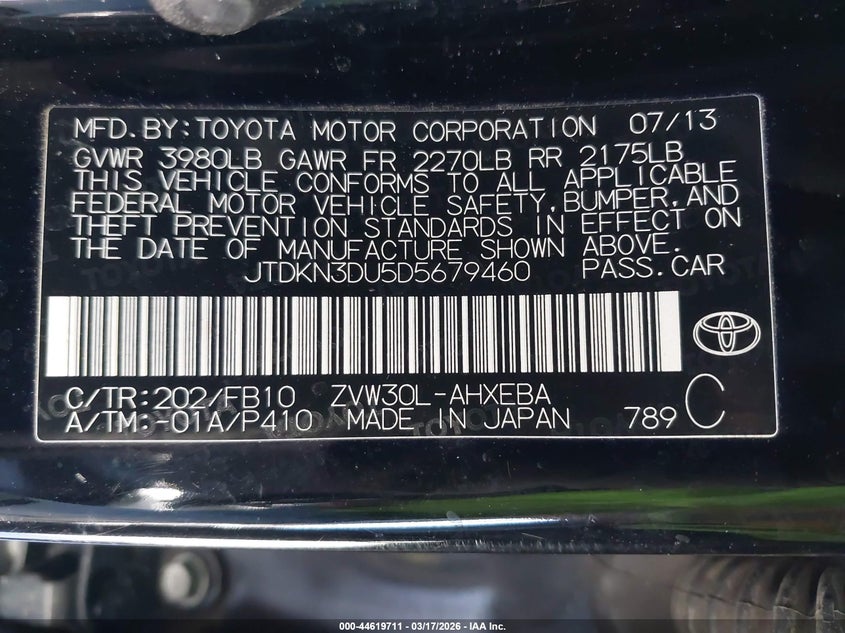 MFD.BY:TOYOTA MOTOR CORPORATION 07/13
GVWR 3980LB GAWR FR 2270LB RR 2175LB
THIS VEHICLE CONFORMS TO ALL APPLICABLE
FEDERAL MOTOR VEHICLE SAFETY,BUMPER,AND
THEFT PREVENTION STANDARDS IN EFFECT ON
THE DATE OF MANUFACTURE SHOWN ABOVE.
JTDKN3DU5D5679460 PASS.CAR
C/TR:202/FB10 ZVW30L-AHXEBA
A/TM:-01A/P410 MADE IN JAPAN 789 C
000-44619711 - 03/17/2026 - IAA Inc.